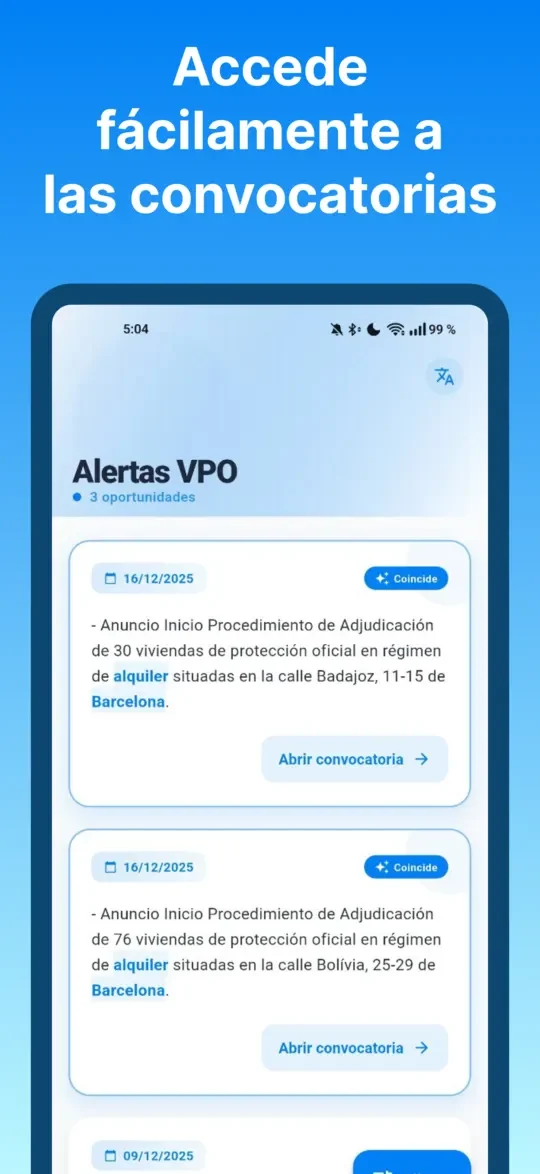 Accede
fácilamente a
las convocatorias
5:04
99 %
Alertas VPO
3 oportunidades
16/12/2025
Coincide
- Anuncio Inicio Procedimiento de Adjudicación
de 30 viviendas de protección oficial en régimen
de alquiler situadas en la calle Badajoz, 11-15 de
Barcelona.
Abrir convocatoria
16/12/2025
Coincide
- Anuncio Inicio Procedimiento de Adjudicación
de 76 viviendas de protección oficial en régimen
de alquiler situadas en la calle Bolívia, 25-29 de
Barcelona.
Abrir convocatoria
09/12/2025